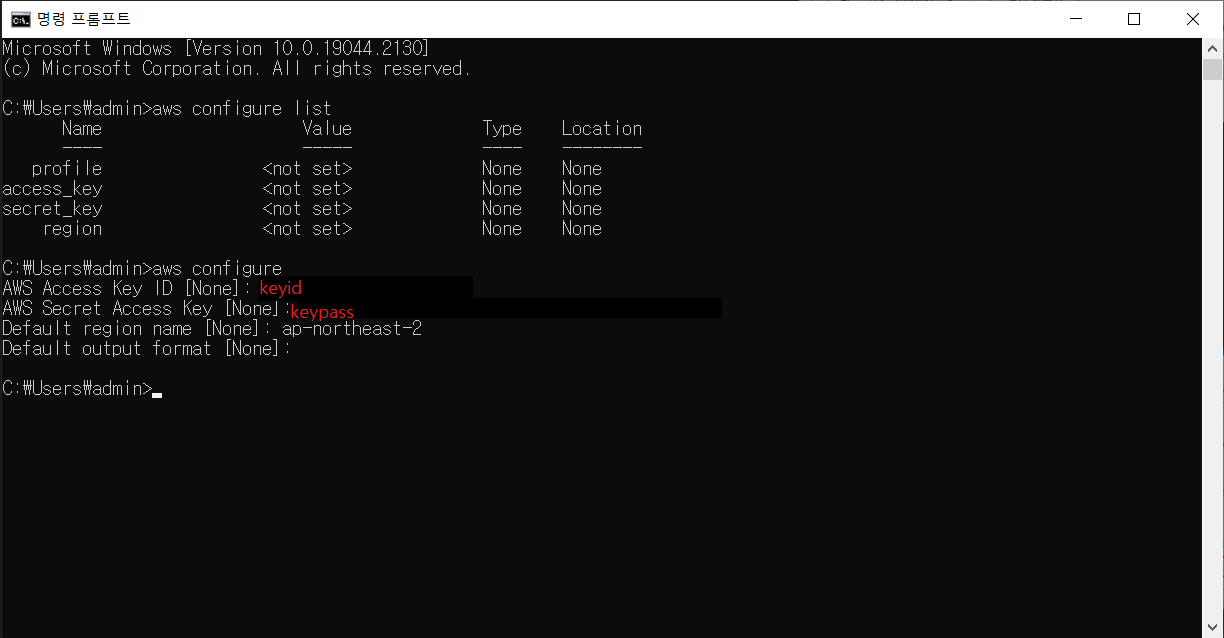 명령 프롬프트
Microsoft Windows [Version 10.0.19044.2130]
(c) Microsoft Corporation. All rights reserved.
C:₩Users₩admin>aws configure list
Name Value Type Location
---- ----- ---- --------
profile <not set> None None
access_key <not set> None None
secret_key <not set> None None
region <not set> None None
C:₩Users₩admin>aws configure
AWS Access Key ID [None]: keyid
AWS Secret Access Key [None]: keypass
Default region name [None]: ap-northeast-2
Default output format [None]:
C:₩Users₩admin>